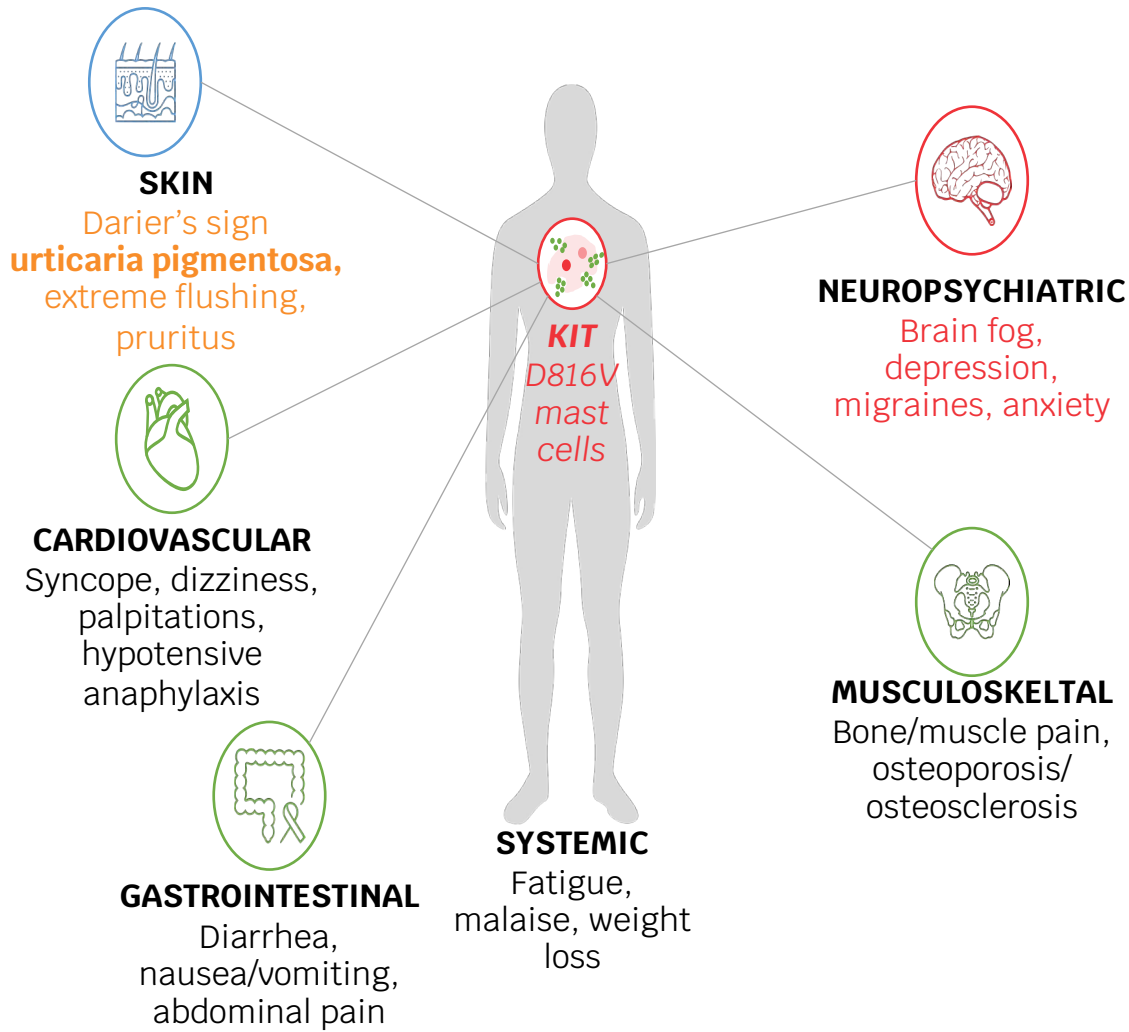 SKIN
Darier’s sign
urticaria pigmentosa,
extreme flushing,
pruritus
CARDIOVASCULAR
Syncope, dizziness,
palpitations,
hypotensive
anaphylaxis
GASTROINTESTINAL
Diarrhea,
nausea/vomiting,
abdominal pain
KIT
D816V
mast
cells
SYSTEMIC
Fatigue,
malaise, weight
loss
NEUROPSYCHIATRIC
Brain fog,
depression,
migraines, anxiety
MUSCULOSKELTAL
Bone/muscle pain,
osteoporosis/
osteosclerosis